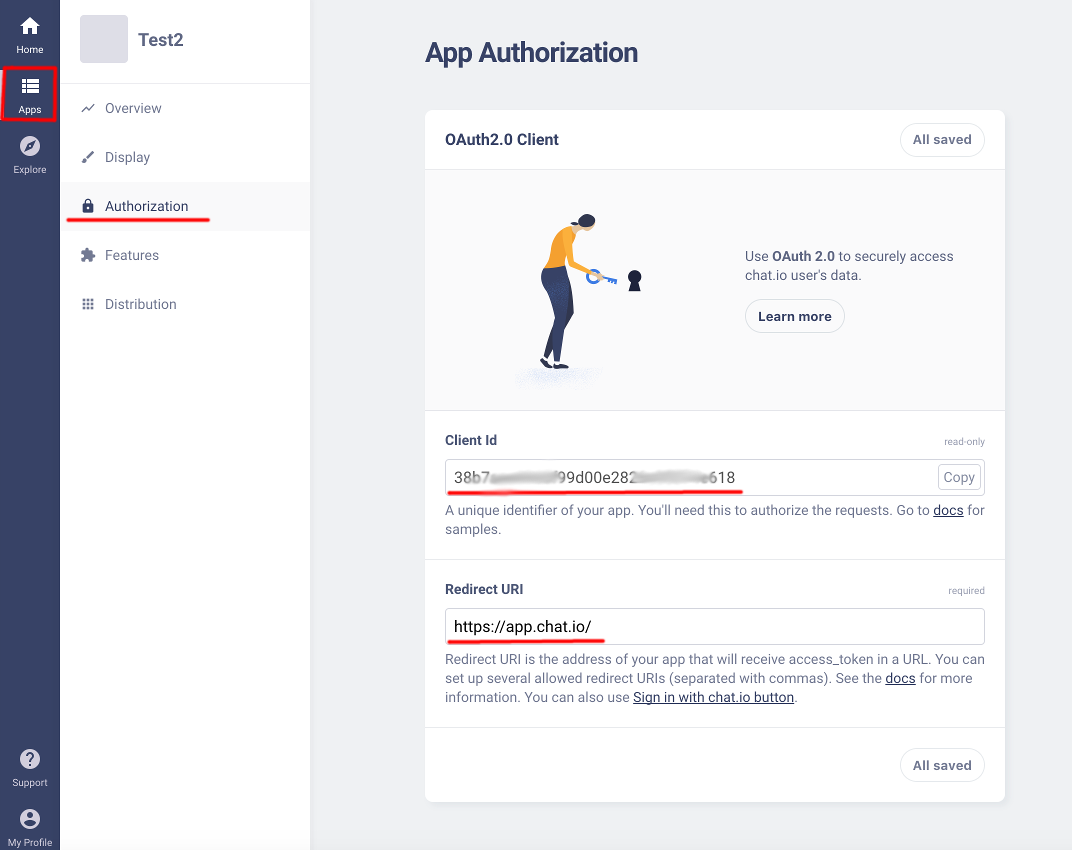 Home
Apps
Explore
Support
My Profile
Test2
Overview
Display
Authorization
Features
Distribution
App Authorization
OAuth2.0 Client
All saved
Use OAuth 2.0 to securely access
chat.io user's data.
Learn more
Client Id
read-only
38b7 99d00e282 618
Copy
A unique identifier of your app. You'll need this to authorize the requests. Go to docs for
samples.
Redirect URI
required
https://app.chat.io/
Redirect URI is the address of your app that will receive access_token in a URL. You can
set up several allowed redirect URIs (separated with commas). See the docs for more
information. You can also use Sign in with chat.io button.
All saved